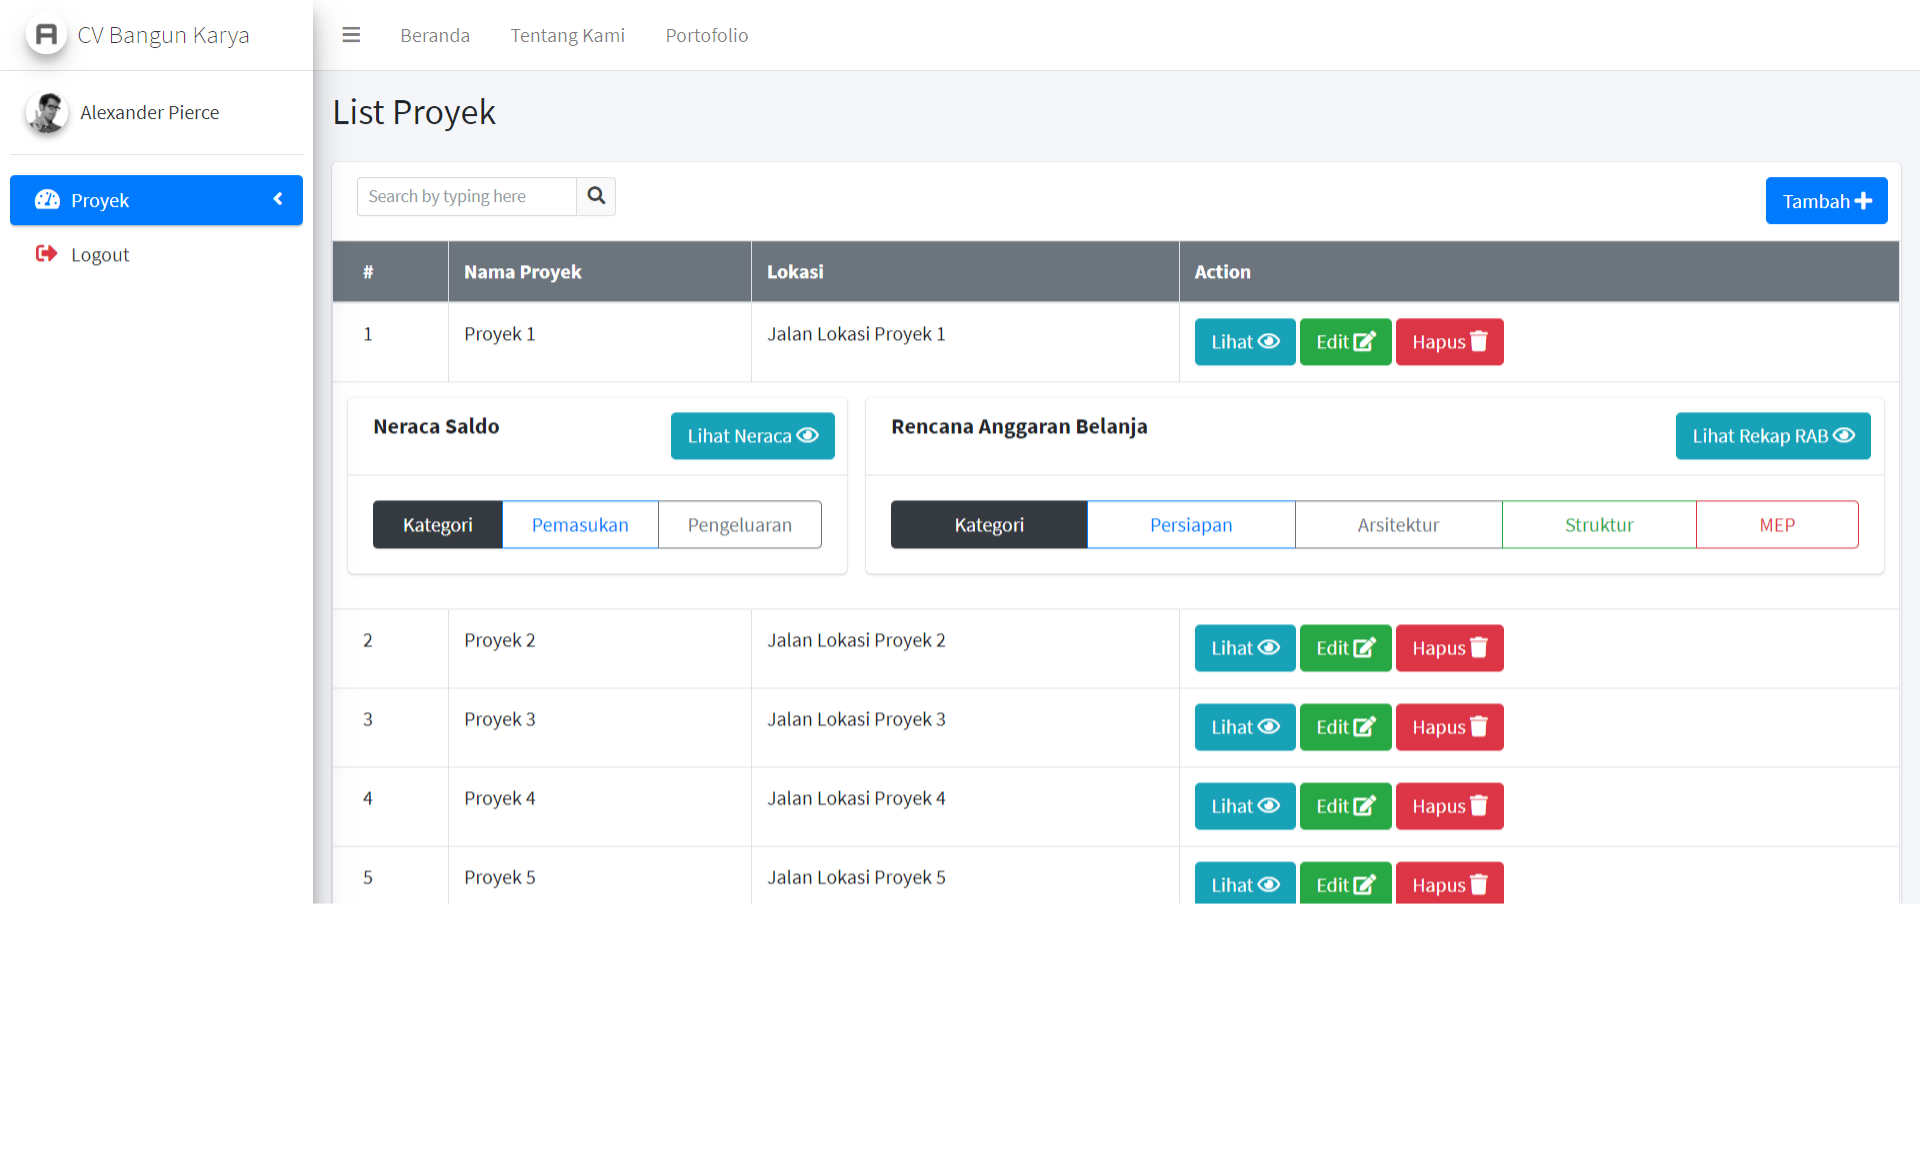 CV Bangun Karya
Beranda Tentang Kami Portofolio
Alexander Pierce
Proyek
Logout
List Proyek
Search by typing here
Tambah
# Nama Proyek Lokasi Action
1 Proyek 1 Jalan Lokasi Proyek 1 Lihat Edit Hapus
Neraca Saldo Lihat Neraca
Kategori Pemasukan Pengeluaran
Rencana Anggaran Belanja Lihat Rekap RAB
Kategori Persiapan Arsitektur Struktur MEP
2 Proyek 2 Jalan Lokasi Proyek 2 Lihat Edit Hapus
3 Proyek 3 Jalan Lokasi Proyek 3 Lihat Edit Hapus
4 Proyek 4 Jalan Lokasi Proyek 4 Lihat Edit Hapus
5 Proyek 5 Jalan Lokasi Proyek 5 Lihat Edit Hapus